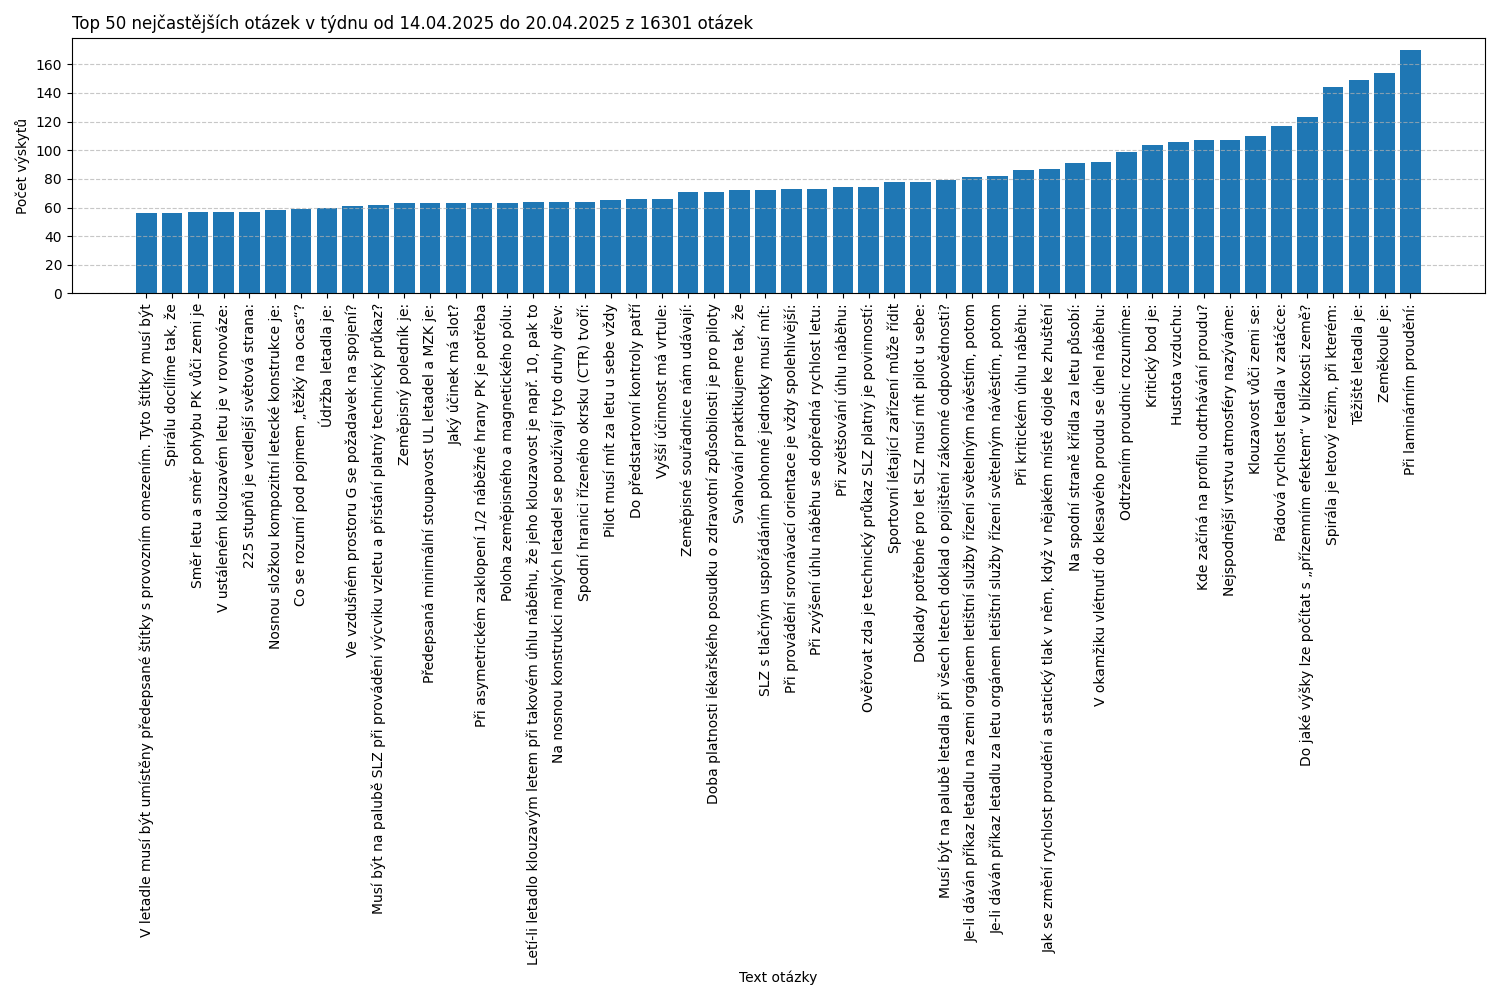 Top 50 nejčastějších otázek v týdnu od 14.04.2025 do 20.04.2025 z 16301 otázek
Počet výskytů
160
140
120
100
80
60
40
20
0
V letadle musí být umístěny předepsané štítky s provozním omezením. Tyto štítky musí být
Spirálu docílíme tak, že
Směr letu a směr pohybu PK vůči zemi je
V ustáleném klouzavém letu je v rovnováze:
225 stupňů je vedlejší světová strana:
Nosnou složkou kompozitní letecké konstrukce je:
Co se rozumí pod pojmem „těžký na ocas“?
Údržba letadla je:
Ve vzdušném prostoru G se požadavek na spojení?
Musí být na palubě SLZ při provádění výcviku vzletu a přistání platný technický průkaz?
Zeměpisný poledník je:
Předepsaná minimální stoupavost UL letadel a MZK je:
Jaký účinek má slot?
Při asymetrickém zaklopení 1/2 náběžné hrany PK je potřeba
Poloha zeměpisného a magnetického pólu:
Letí-li letadlo klouzavým letem při takovém úhlu náběhu, že jeho klouzavost je např. 10, pak to
Na nosnou konstrukci malých letadel se používají tyto druhy dřev:
Spodní hranici řízeného okrsku (CTR) tvoří:
Pilot musí mít za letu u sebe vždy
Do předstartovní kontroly patří
Vyšší účinnost má vrtule:
Zeměpisné souřadnice nám udávají:
Doba platnosti lékařského posudku o zdravotní způsobilosti je pro piloty
Svahování praktikujeme tak, že
SLZ s tlačným uspořádáním pohonné jednotky musí mít:
Při provádění srovnávací orientace je vždy spolehlivější:
Při zvýšení úhlu náběhu se dopředná rychlost letu:
Při zvětšování úhlu náběhu:
Ověřovat zda je technický průkaz SLZ platný je povinností:
Sportovní létající zařízení může řídit
Doklady potřebné pro let SLZ musí mít pilot u sebe:
Musí být na palubě letadla při všech letech doklad o pojištění zákonné odpovědnosti?
Je-li dáván příkaz letadlu na zemi orgánem letištní služby řízení světelným návěstím, potom
Je-li dáván příkaz letadlu za letu orgánem letištní služby řízení světelným návěstím, potom
Při kritickém úhlu náběhu:
Jak se změní rychlost proudění a statický tlak v něm, když v nějakém místě dojde ke zhuštění
Na spodní straně křídla za letu působí:
V okamžiku vlétnutí do klesavého proudu se úhel náběhu:
Odtržením proudnic rozumíme:
Kritický bod je:
Hustota vzduchu:
Kde začíná na profilu odtrhávání proudu?
Nejspodnější vrstvu atmosféry nazýváme:
Klouzavost vůči zemi se:
Pádová rychlost letadla v zatáčce:
Do jaké výšky lze počítat s „přízemním efektem“ v blízkosti země?
Spirála je letový režim, při kterém:
Těžiště letadla je:
Zeměkoule je:
Při laminárním proudění:
Text otázky